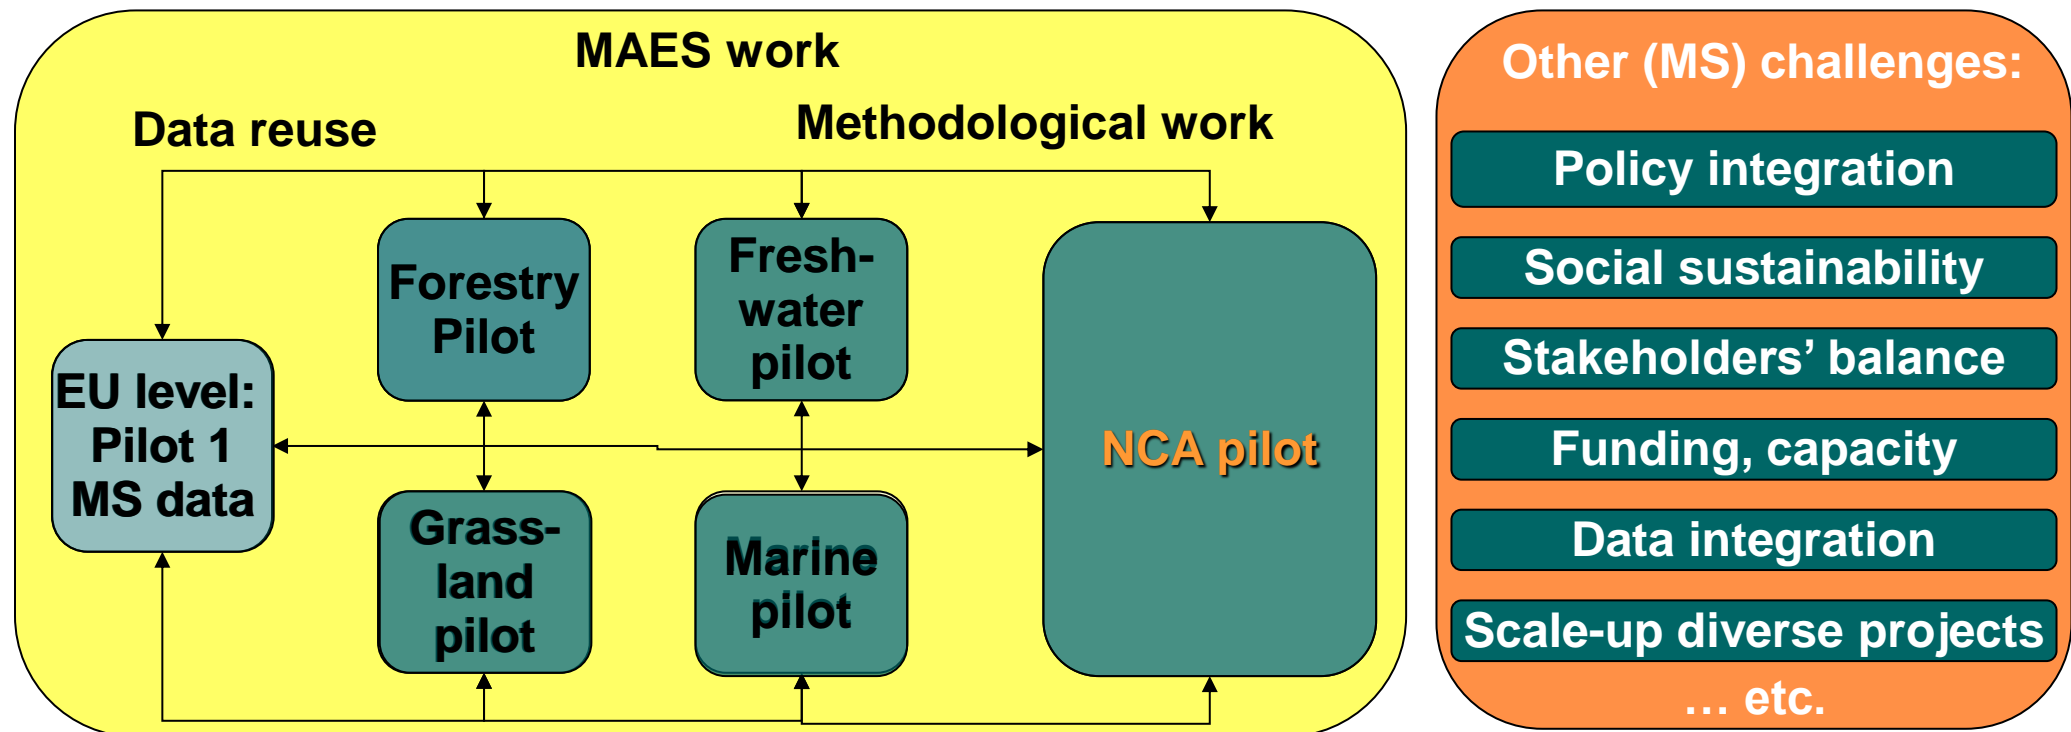 MAES work
Data reuse
Methodological work
Forestry
Pilot
Fresh-
water
pilot
EU level:
Pilot 1
MS data
NCA pilot
Grass-
land
pilot
Marine
pilot
Other (MS) challenges:
Policy integration
Social sustainability
Stakeholders’ balance
Funding, capacity
Data integration
Scale-up diverse projects
… etc.